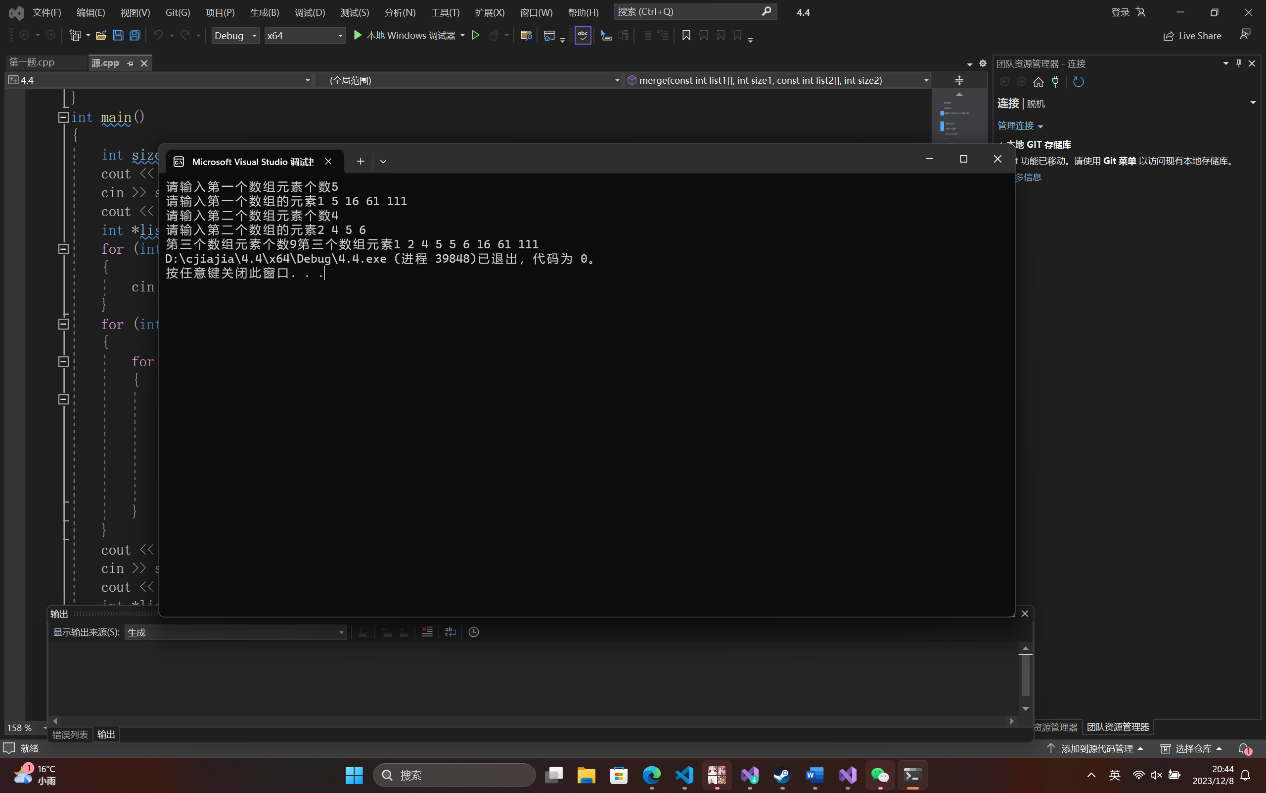 文件(F) 编辑(E) 视图(V) Git(G) 项目(P) 生成(B) 调试(D) 测试(S) 分析(N) 工具(T) 扩展(X) 窗口(W) 帮助(H) 搜索 (Ctrl+Q) 4.4 登录
Debug x64 本地 Windows 调试器 Live Share
第一题.cpp 源.cpp 团队资源管理器 - 连接
4.4 (全局范围) merge(const int list1[], int size1, const int list2[], int size2)
连接 | 脱机
管理连接
本地 GIT 存储库
功能已移动。请使用 Git 菜单 以访问现有本地存储库。
多信息
}
int main()
{
int size
cout <<
cin >> s
cout <<
int *lis
for (int
{
cin
}
for (int
{
for
{
}
}
cout <<
cin >> s
cout <<
int *lis
Microsoft Visual Studio 调试
请输入第一个数组元素个数5
请输入第一个数组的元素1 5 16 61 111
请输入第二个数组元素个数4
请输入第二个数组的元素2 4 5 6
第三个数组元素个数9第三个数组元素1 2 4 5 5 6 16 61 111
D:\cjiajia\4.4\x64\Debug\4.4.exe (进程 39848)已退出，代码为 0。
按任意键关闭此窗口. . .
输出
显示输出来源(S): 生成
158 %
错误列表 输出
资源管理器 团队资源管理器
就绪 添加到源代码管理 选择仓库 1
1 16°C
小雨
搜索
英
20:44
2023/12/8